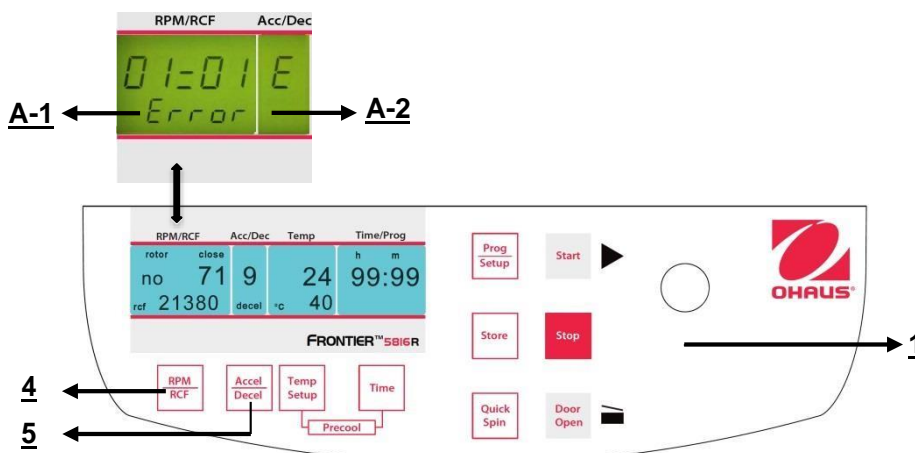 RPM/RCF Acc/Dec
01=01 E
Error
A-1
A-2
RPM/RCF Acc/Dec Temp Time/Prog
rotor close h m
no 71 9 24 99:99
rcf 21380 decel °C 40
FRONTIER™5816R
Prog
Setup
Start
OHAUS®
Store
Stop
1
RPM
RCF
Accel
Decel
Temp
Setup
Time
4
5
Precool
Quick
Spin
Door
Open